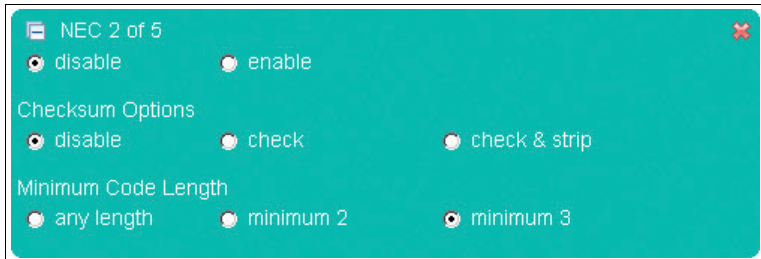 NEC 2 of 5
disable enable
Checksum Options
disable check check & strip
Minimum Code Length
any length minimum 2 minimum 3